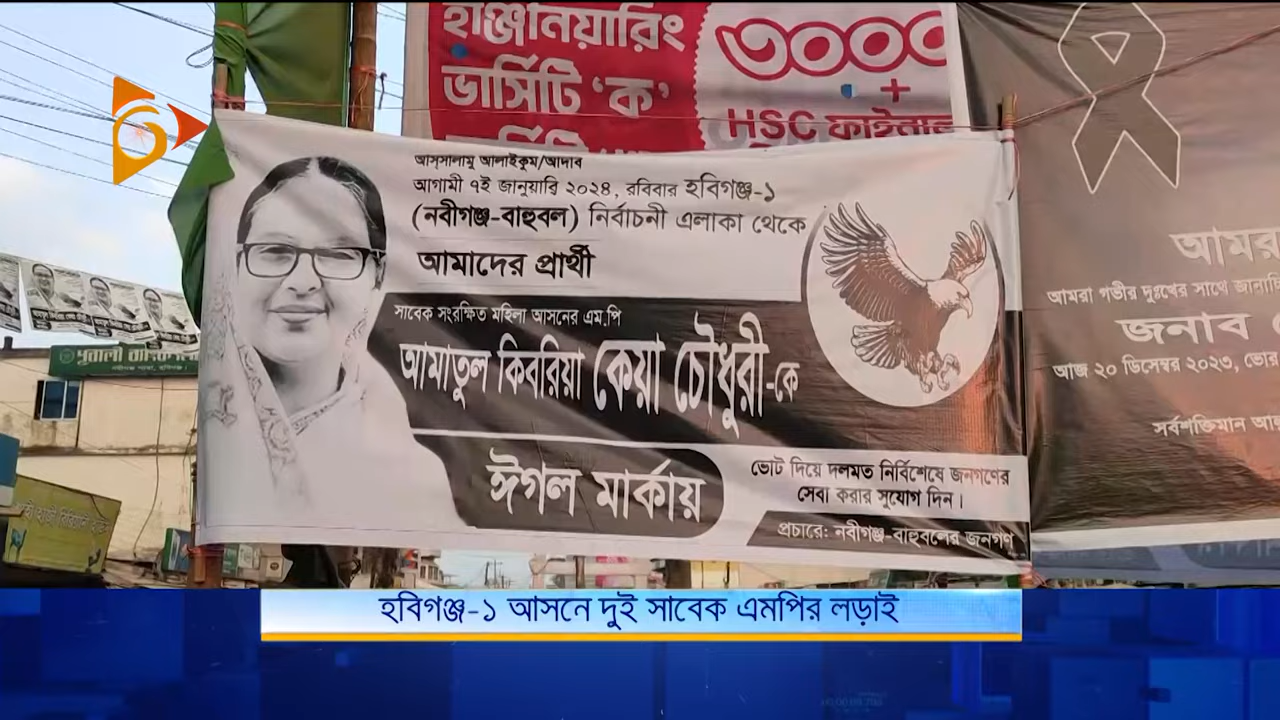 ইঞ্জিনিয়ারিং
ভার্সিটি ‘ক’
৩০০০
+
HSC ফাইনাল
আস্সালামু আলাইকুম/আদাব
আগামী ৭ই জানুয়ারি ২০২৪, রবিবার হবিগঞ্জ-১
(নবীগঞ্জ-বাহুবল) নির্বাচনী এলাকা থেকে
আমাদের প্রার্থী
সাবেক সংরক্ষিত মহিলা আসনের এম.পি
আমাতুল কিবরিয়া কেয়া চৌধুরী-কে
ঈগল মার্কায়
ভোট দিয়ে দলমত নির্বিশেষে জনগণের
সেবা করার সুযোগ দিন।
প্রচারে: নবীগঞ্জ-বাহুবলের জনগণ
আমরা
আমরা গভীর দুঃখের সাথে
জনাব
আজ ২০ ডিসেম্বর ২০২৩, ভোর
সর্বশক্তিমান
হবিগঞ্জ-১ আসনে দুই সাবেক এমপির লড়াই